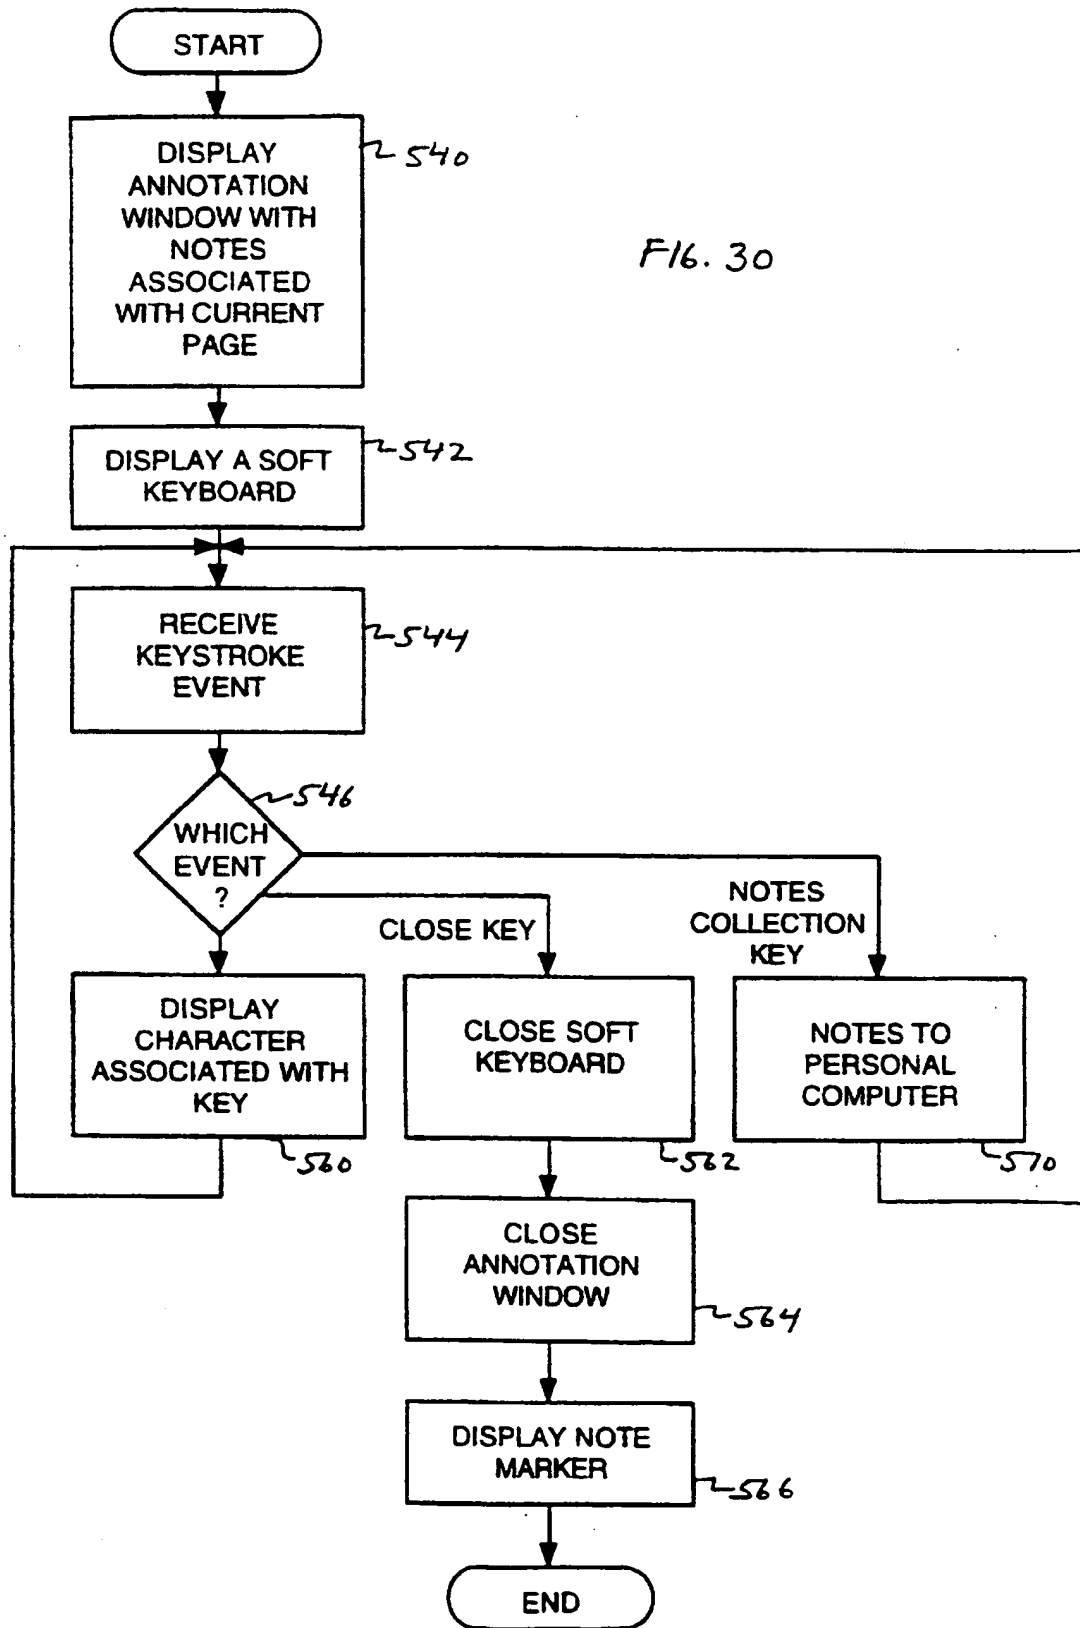 START
DISPLAY
ANNOTATION
WINDOW WITH
NOTES
ASSOCIATED
WITH CURRENT
PAGE
540
FIG. 30
DISPLAY A SOFT
KEYBOARD
542
RECEIVE
KEYSTROKE
EVENT
544
WHICH
EVENT
?
546
CLOSE KEY
NOTES
COLLECTION
KEY
DISPLAY
CHARACTER
ASSOCIATED WITH
KEY
560
CLOSE SOFT
KEYBOARD
562
NOTES TO
PERSONAL
COMPUTER
570
CLOSE
ANNOTATION
WINDOW
564
DISPLAY NOTE
MARKER
566
END